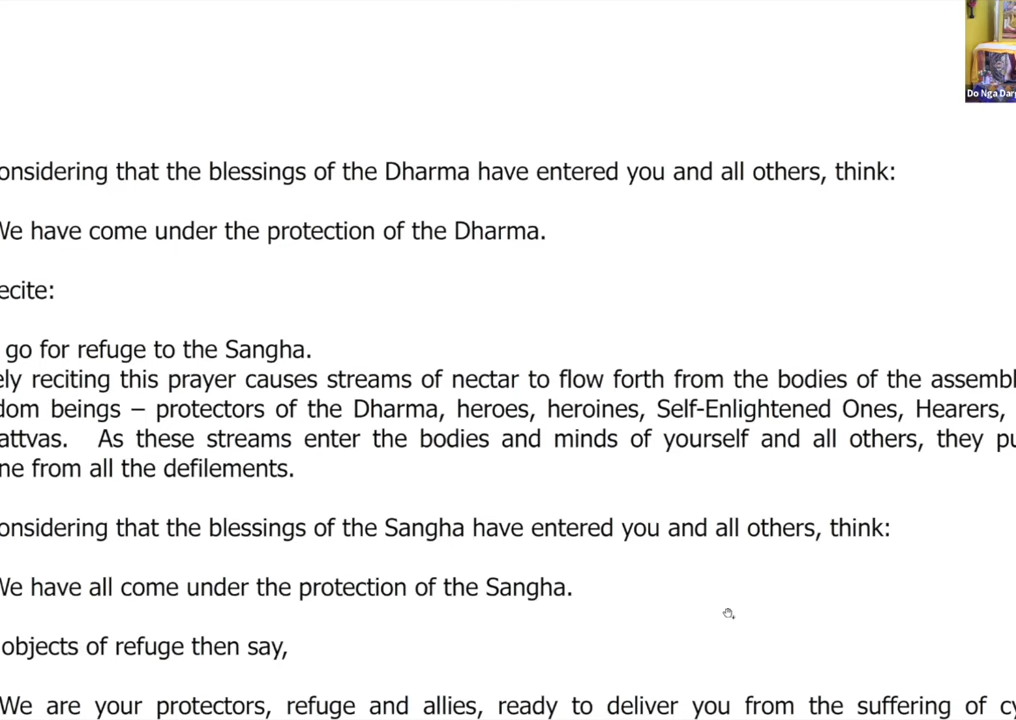 Do Nga Dar
onsidering that the blessings of the Dharma have entered you and all others, think:
We have come under the protection of the Dharma.
ecite:
go for refuge to the Sangha.
ely reciting this prayer causes streams of nectar to flow forth from the bodies of the assembl
dom beings – protectors of the Dharma, heroes, heroines, Self-Enlightened Ones, Hearers,
attvas. As these streams enter the bodies and minds of yourself and all others, they pu
ne from all the defilements.
onsidering that the blessings of the Sangha have entered you and all others, think:
We have all come under the protection of the Sangha.
objects of refuge then say,
We are your protectors, refuge and allies, ready to deliver you from the suffering of cy